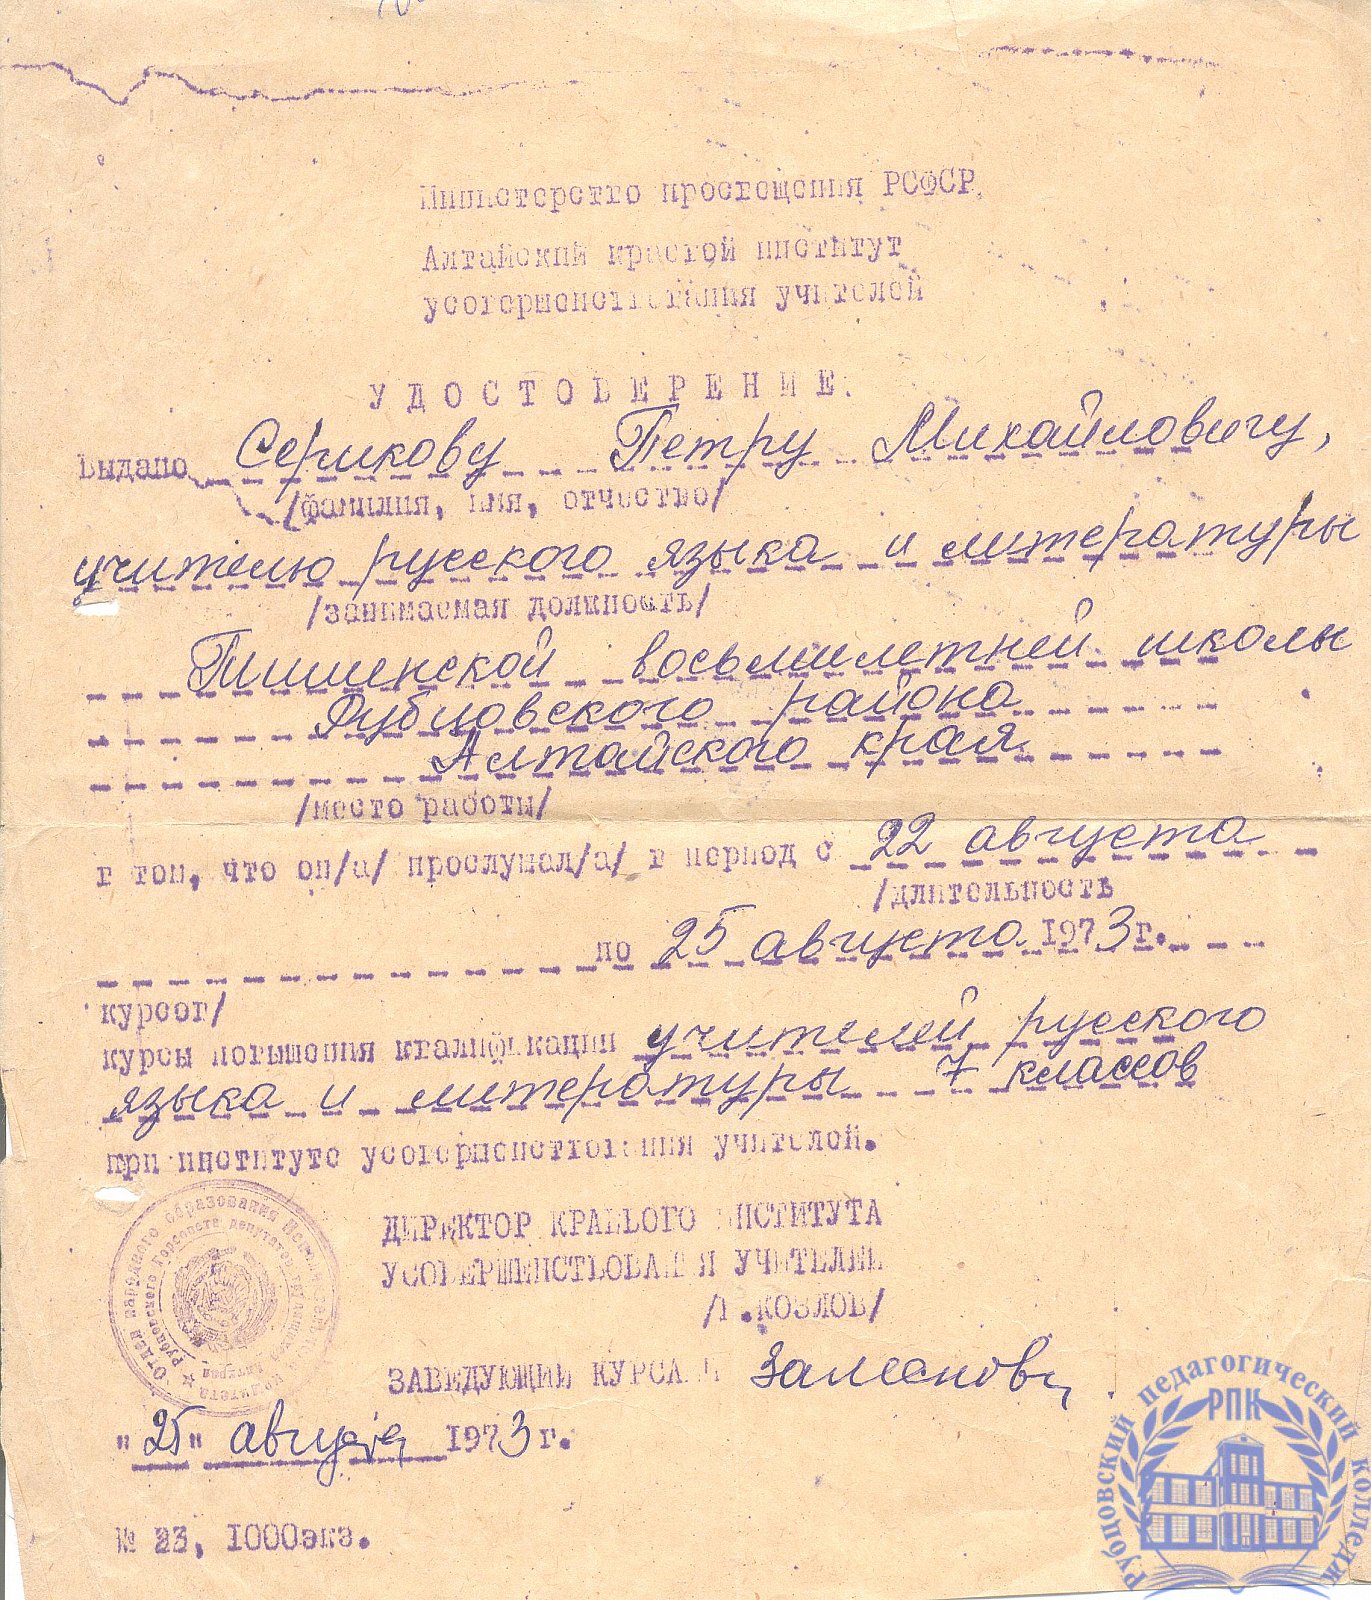 Министерство просвещения РСФСР.
Алтайский краевой институт
усовершенствования учителей
УДОСТОВЕРЕНИЕ.
Выдано Серикову Петру Михайловичу,
/фамилия, имя, отчество/
учителю русского языка и литературы
/занимаемая должность/
Тишинской восьмилетней школы
Рубцовского района
Алтайского края
/место работы/
в том, что он/а/ прослушал/а/ в период с 22 августа
/длительность
по 25 августа 1973г.
курсов/
курсы повышения квалификации учителей русского
языка и литературы 7 классов
при институте усовершенствования учителей.
ДИРЕКТОР КРАЕВОГО ИНСТИТУТА
УСОВЕРШЕНСТВОВАНИЯ УЧИТЕЛЕЙ
/Г.КОЗЛОВ/
ЗАВЕДУЮЩИЙ КУРСАМИ
"25" августа 1973г.
№ 23, 1000экз.
Отдел народного образования
Рубцовский педагогический колледж
РПК